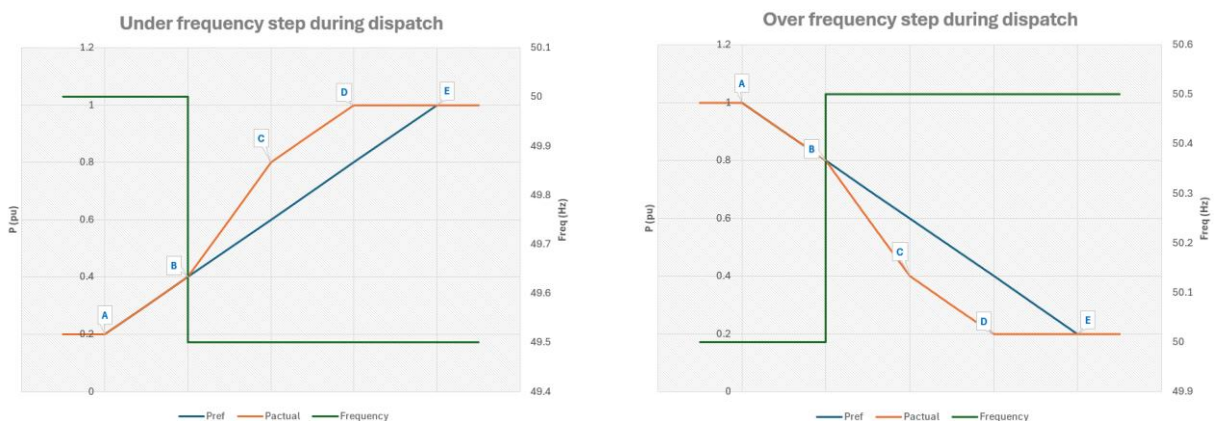 Under frequency step during dispatch
1.2
1
0.8
0.6
0.4
0.2
0
P (pu)
50.1
50
49.9
49.8
49.7
49.6
49.5
49.4
Freq (Hz)
A
B
C
D
E
Pref
Pactual
Frequency
Over frequency step during dispatch
1.2
1
0.8
0.6
0.4
0.2
0
P (pu)
50.6
50.5
50.4
50.3
50.2
50.1
50
49.9
Freq (Hz)
A
B
C
D
E
Pref
Pactual
Frequency